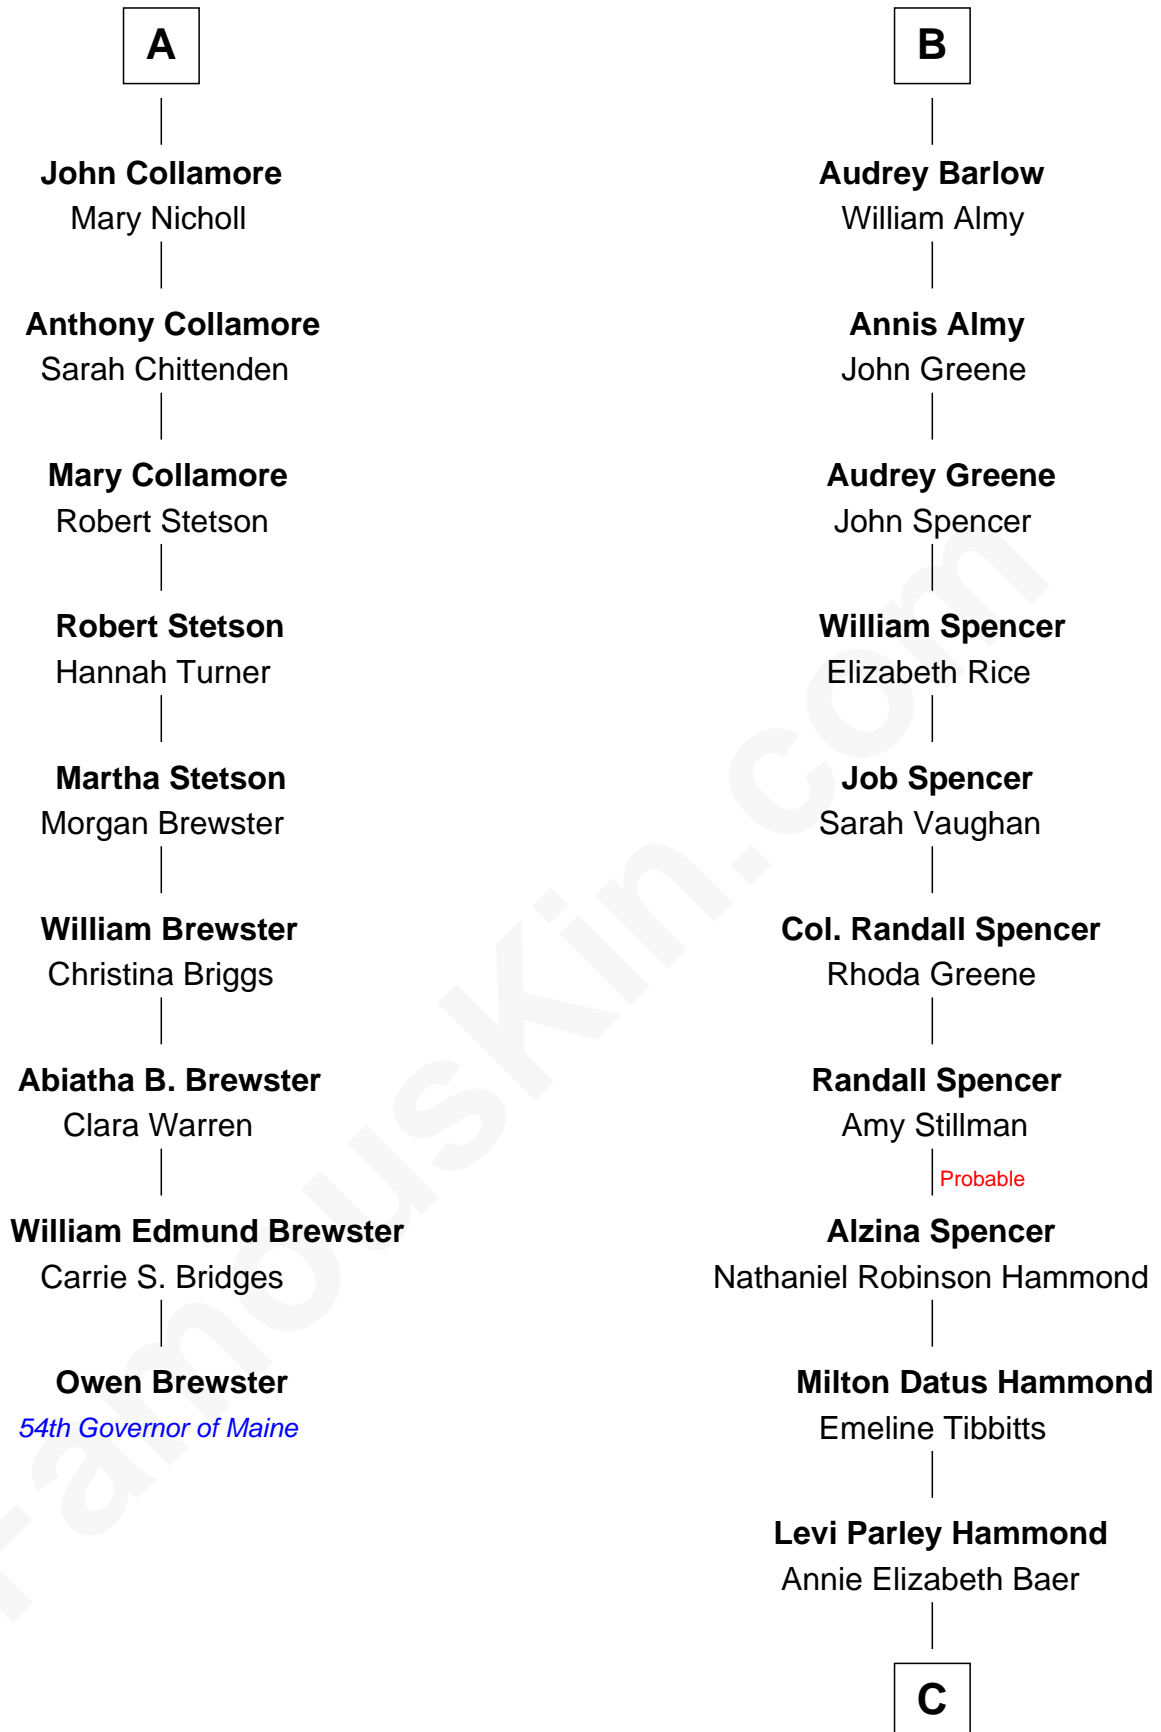 A
John Collamore
Mary Nicholl
Anthony Collamore
Sarah Chittenden
Mary Collamore
Robert Stetson
Robert Stetson
Hannah Turner
Martha Stetson
Morgan Brewster
William Brewster
Christina Briggs
Abiatha B. Brewster
Clara Warren
William Edmund Brewster
Carrie S. Bridges
Owen Brewster
54th Governor of Maine
B
Audrey Barlow
William Almy
Annis Almy
John Greene
Audrey Greene
John Spencer
William Spencer
Elizabeth Rice
Job Spencer
Sarah Vaughan
Col. Randall Spencer
Rhoda Greene
Randall Spencer
Amy Stillman
Probable
Alzina Spencer
Nathaniel Robinson Hammond
Milton Datus Hammond
Emeline Tibbitts
Levi Parley Hammond
Annie Elizabeth Baer
C
FamousKin.com